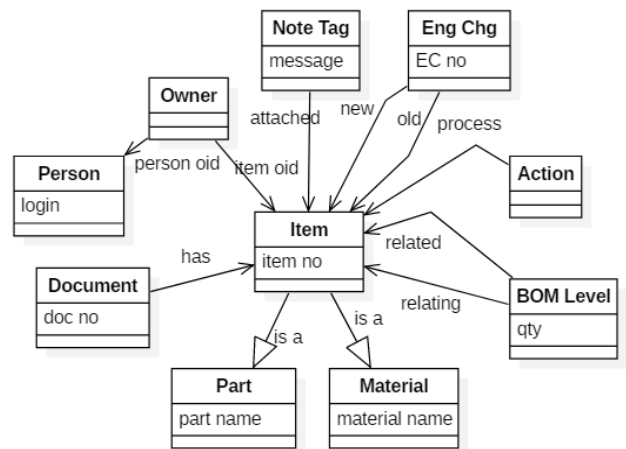 Note Tag
message
Eng Chg
EC no
Owner
attached
new
old
process
Person
login
person oid
item oid
Action
Item
item no
has
related
Document
doc no
relating
BOM Level
qty
is a
is a
Part
part name
Material
material name